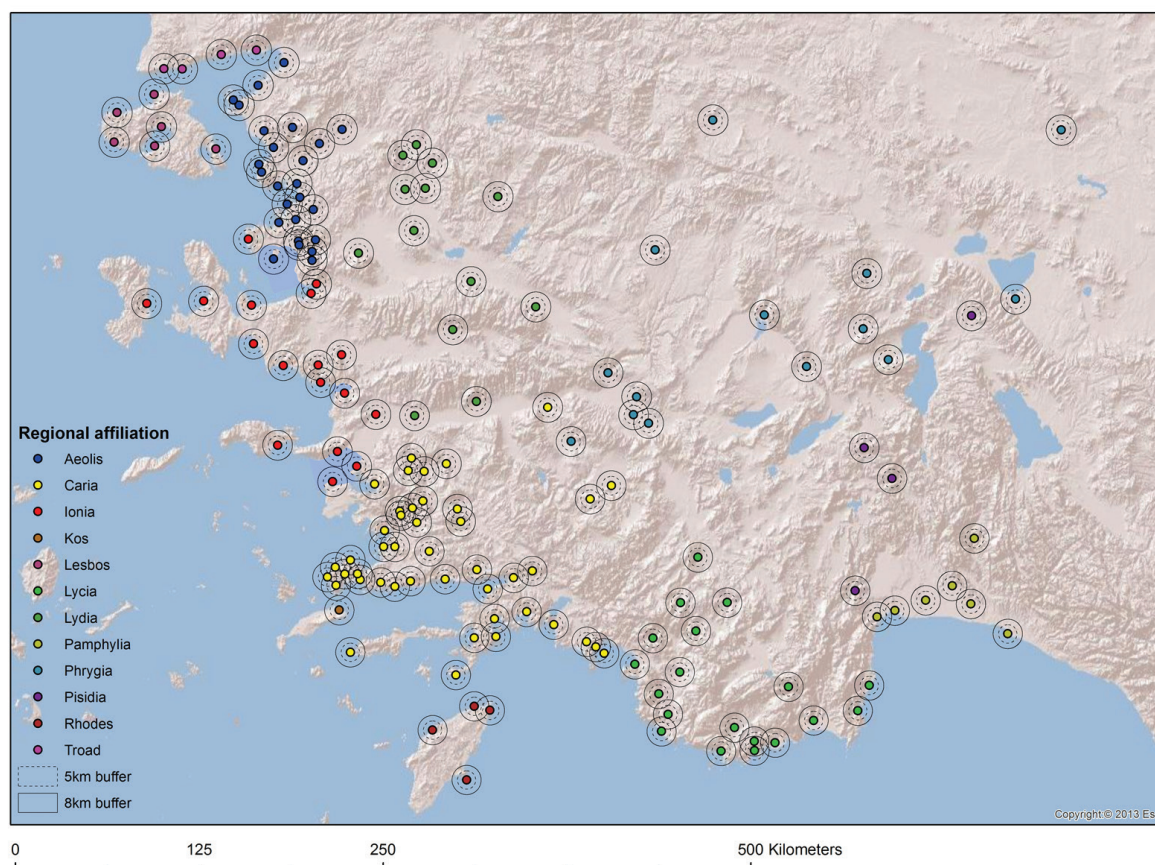 Regional affiliation
Aeolis
Caria
Ionia
Kos
Lesbos
Lycia
Lydia
Pamphylia
Phrygia
Pisidia
Rhodes
Troad
5km buffer
8km buffer
Copyright:© 2013 Es
0 125 250 500 Kilometers